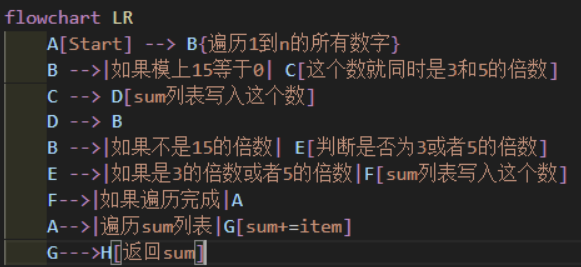 flowchart LR
A[Start] --> B{遍历1到n的所有数字}
B -->|如果模上15等于0| C[这个数就同时是3和5的倍数]
C --> D[sum列表写入这个数]
D --> B
B -->|如果不是15的倍数| E[判断是否为3或者5的倍数]
E -->|如果是3的倍数或者5的倍数|F[sum列表写入这个数]
F-->|如果遍历完成|A
A-->|遍历sum列表|G[sum+=item]
G--->H[返回sum]